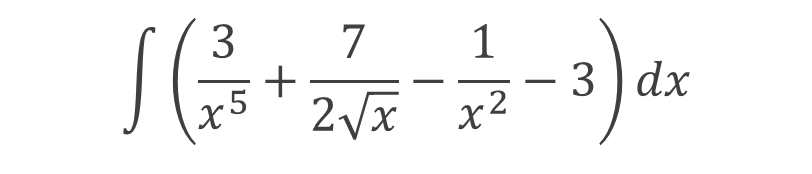 ∫ (3/x⁵ + 7/(2√x) − 1/x² − 3) dx